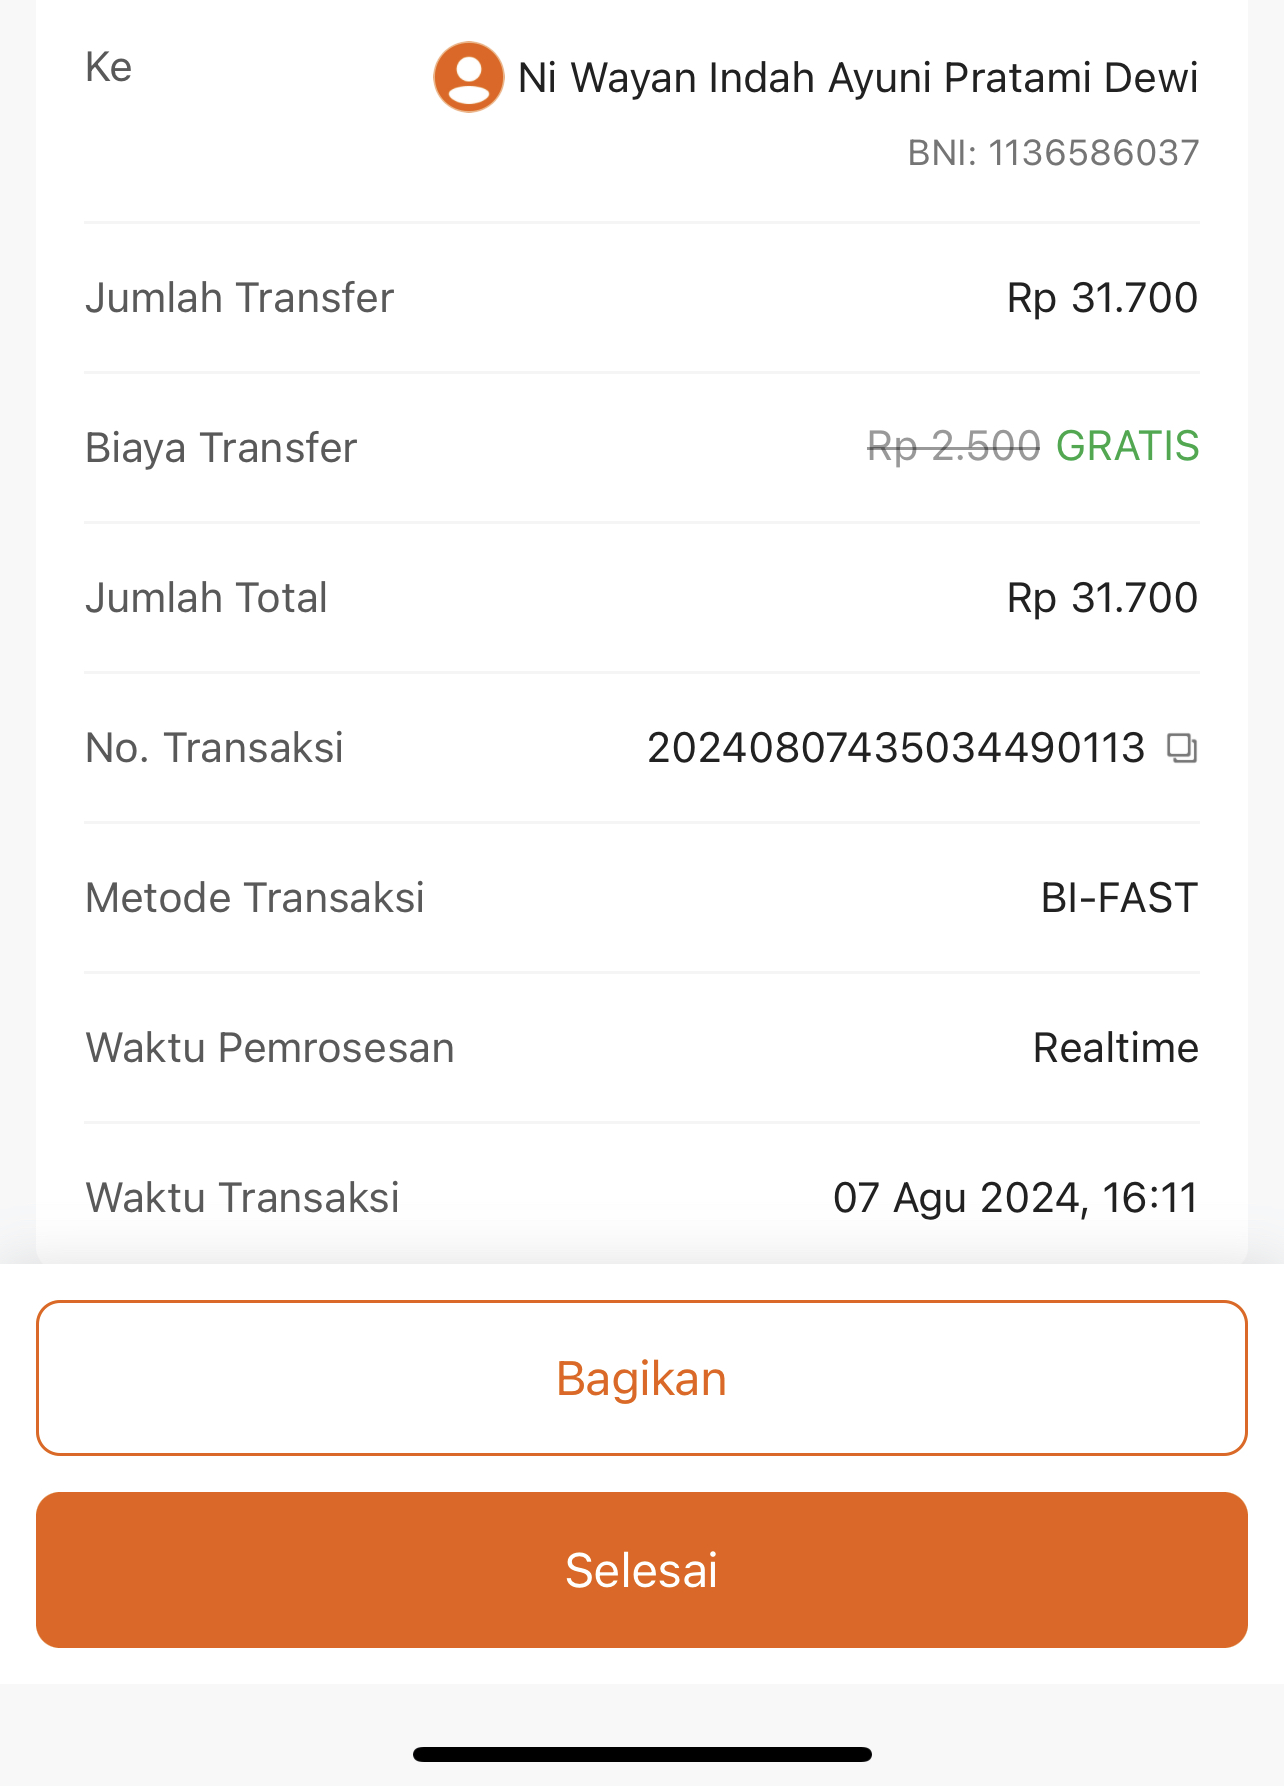 Ke
Ni Wayan Indah Ayuni Pratami Dewi
BNI: 1136586037
Jumlah Transfer
Rp 31.700
Biaya Transfer
Rp 2.500 GRATIS
Jumlah Total
Rp 31.700
No. Transaksi
20240807435034490113
Metode Transaksi
BI-FAST
Waktu Pemrosesan
Realtime
Waktu Transaksi
07 Agu 2024, 16:11
Bagikan
Selesai